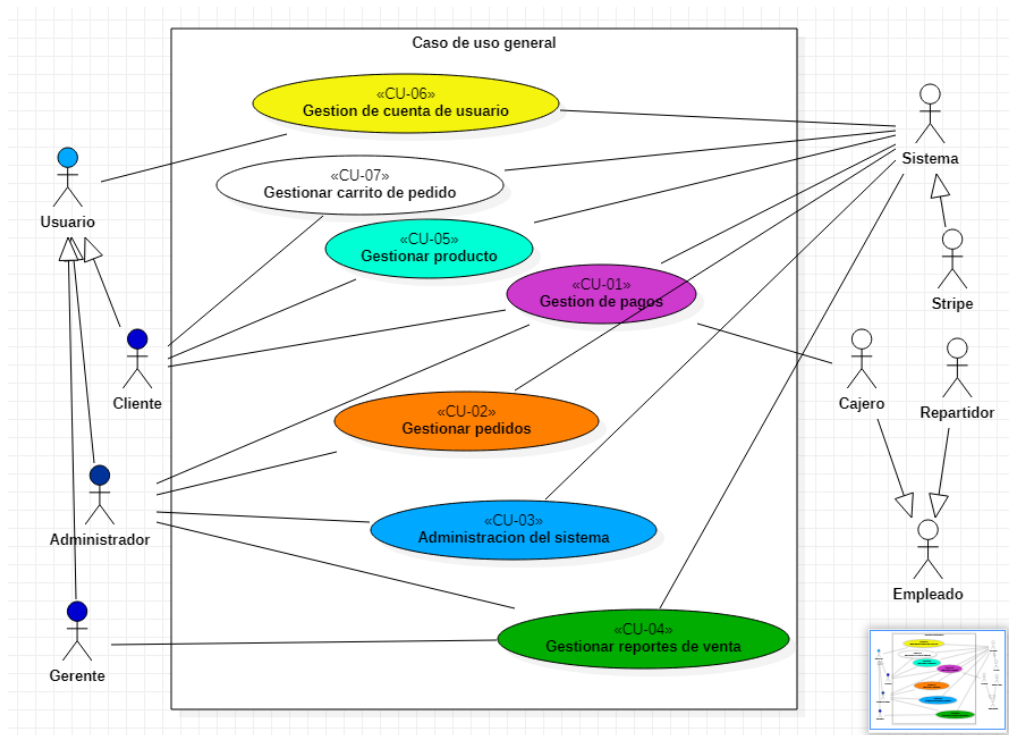 Caso de uso general
«CU-06»
Gestion de cuenta de usuario
«CU-07»
Gestionar carrito de pedido
«CU-05»
Gestionar producto
«CU-01»
Gestion de pagos
«CU-02»
Gestionar pedidos
«CU-03»
Administracion del sistema
«CU-04»
Gestionar reportes de venta
Usuario
Cliente
Administrador
Gerente
Sistema
Stripe
Cajero
Repartidor
Empleado